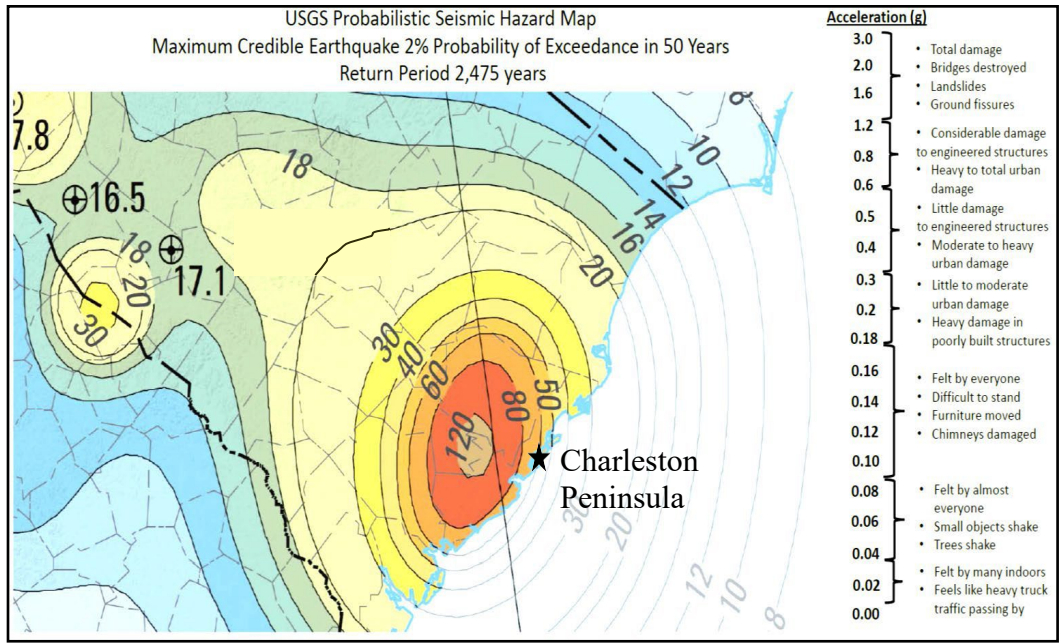 USGS Probabilistic Seismic Hazard Map
Maximum Credible Earthquake 2% Probability of Exceedance in 50 Years
Return Period 2,475 years
8
10
12
14
16
18
20
7.8
16.5
17.1
18
20
30
30
40
60
50
80
120
Charleston
Peninsula
30
20
12
10
8
Acceleration (g)
3.0
2.0
1.6
1.2
0.8
0.6
0.5
0.4
0.3
0.2
0.18
0.16
0.14
0.12
0.10
0.08
0.06
0.04
0.02
0.00
• Total damage
• Bridges destroyed
• Landslides
• Ground fissures
• Considerable damage
to engineered structures
• Heavy to total urban
damage
• Little damage
to engineered structures
• Moderate to heavy
urban damage
• Little to moderate
urban damage
• Heavy damage in
poorly built structures
• Felt by everyone
• Difficult to stand
• Furniture moved
• Chimneys damaged
• Felt by almost
everyone
• Small objects shake
• Trees shake
• Felt by many indoors
• Feels like heavy truck
traffic passing by